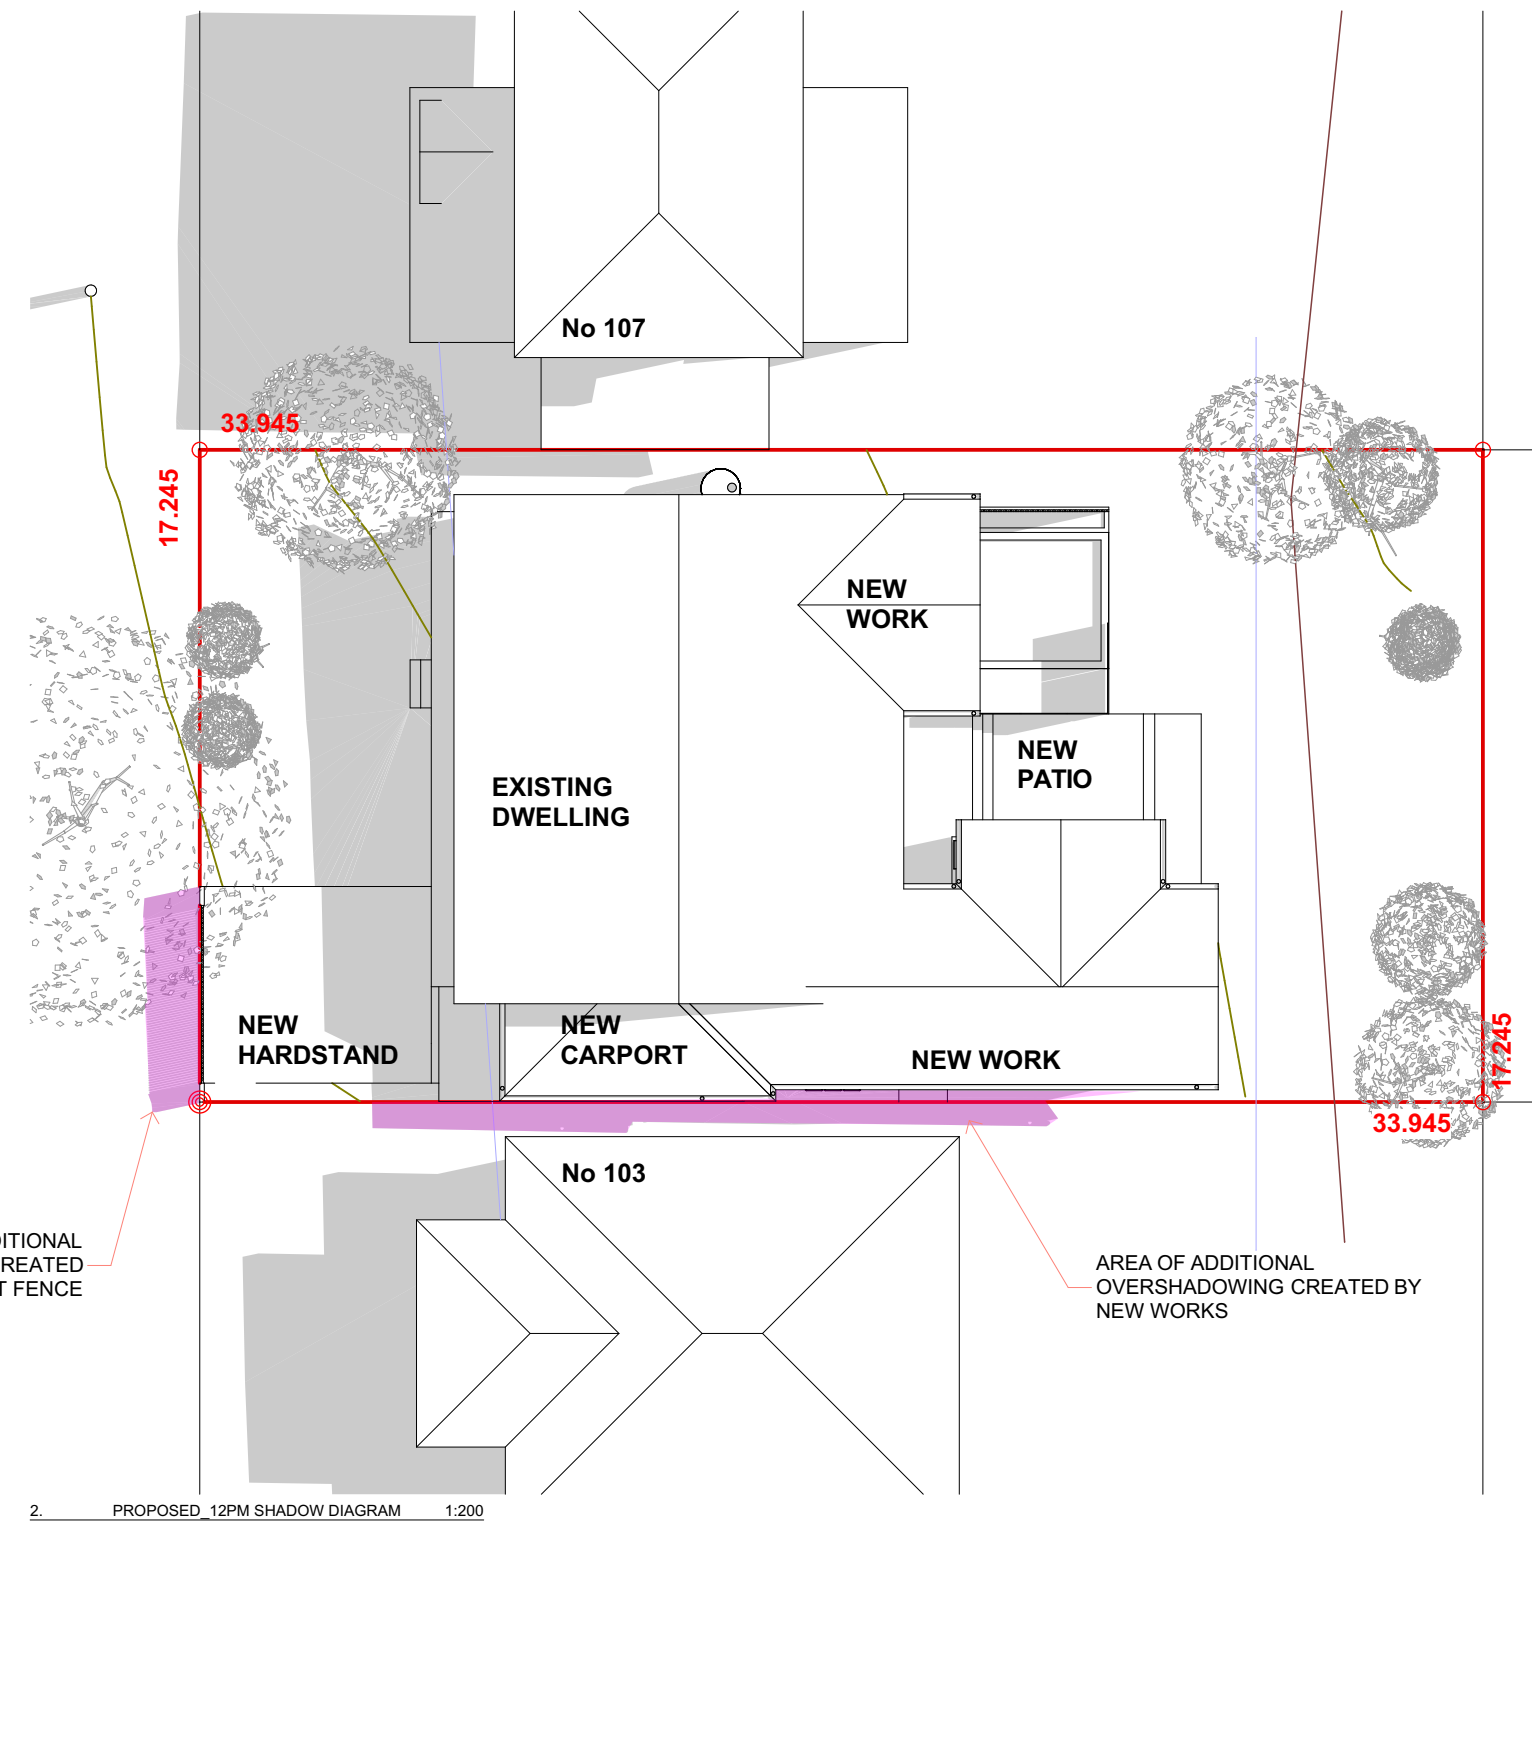 No 107
33.945
17.245
NEW
WORK
NEW
PATIO
EXISTING
DWELLING
NEW
HARDSTAND
NEW
CARPORT
NEW WORK
17.245
33.945
No 103
FENCE
AREA OF ADDITIONAL
OVERSHADOWING CREATED BY
NEW WORKS
2. PROPOSED_12PM SHADOW DIAGRAM 1:200